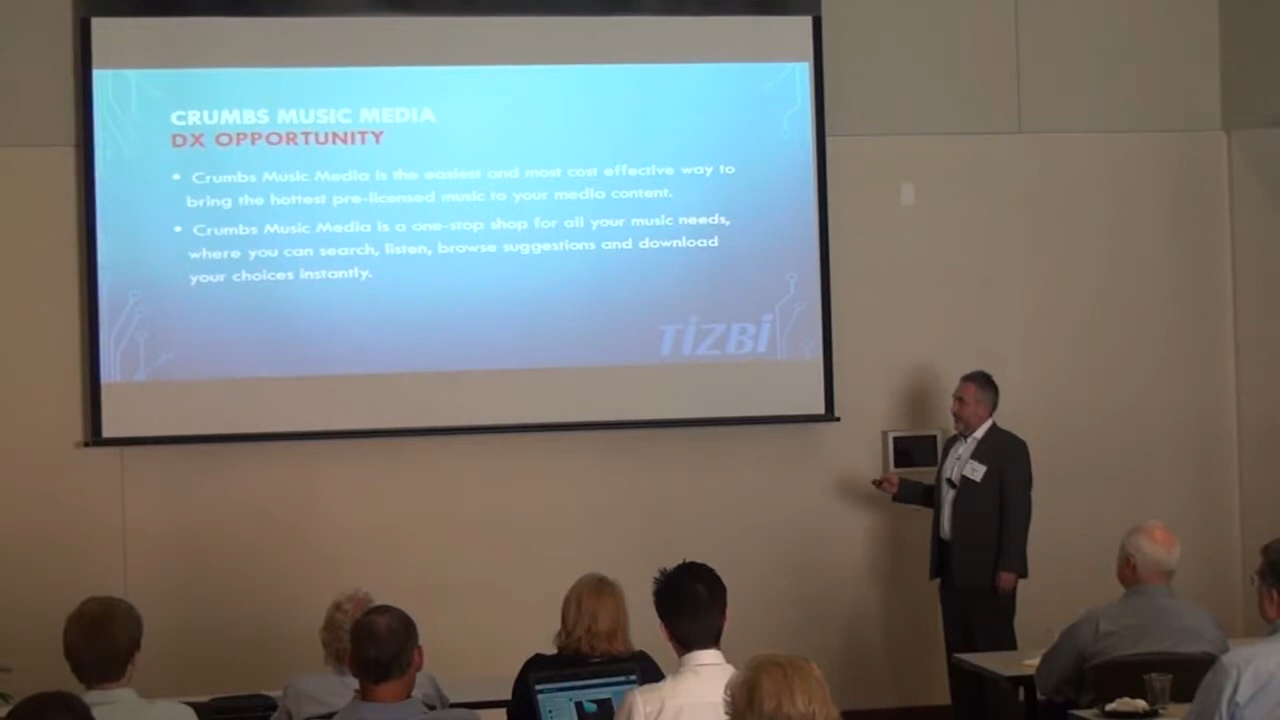 CRUMBS MUSIC MEDIA
DX OPPORTUNITY
• Crumbs Music Media is the easiest and most cost effective way to
bring the hottest pre-licensed music to your media content.
• Crumbs Music Media is a one-stop shop for all your music needs,
where you can search, listen, browse suggestions and download
your choices instantly.
TiZBi